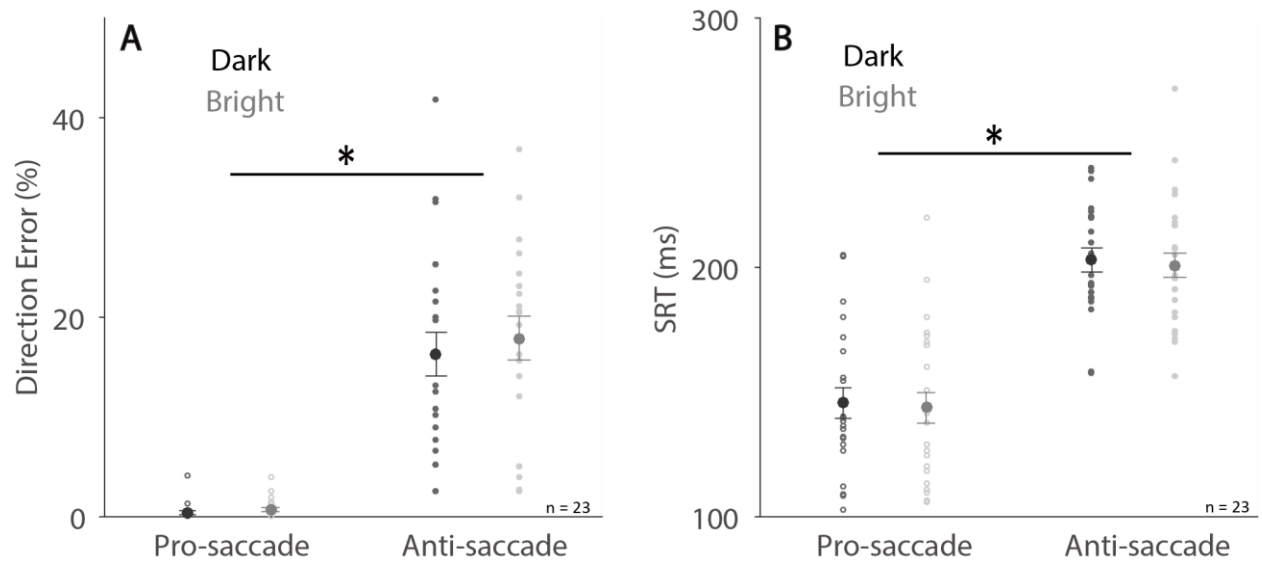 A
Dark
Bright
*
Direction Error (%)
40
20
0
n = 23
Pro-saccade
Anti-saccade
B
Dark
Bright
*
SRT (ms)
300
200
100
n = 23
Pro-saccade
Anti-saccade